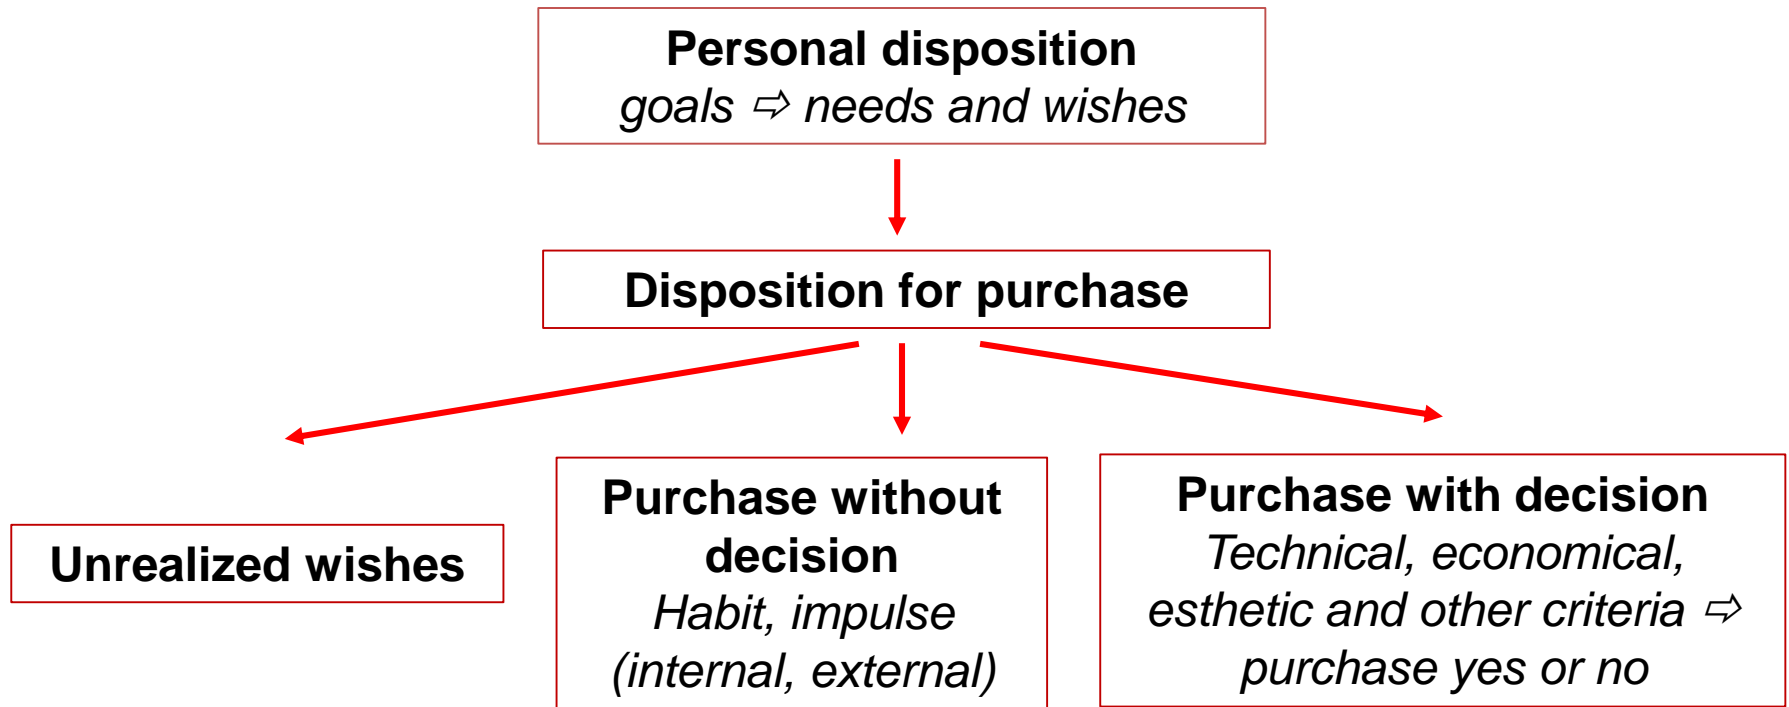 Personal disposition
goals ⇨ needs and wishes
Disposition for purchase
Unrealized wishes
Purchase without
decision
Habit, impulse
(internal, external)
Purchase with decision
Technical, economical,
esthetic and other criteria ⇨
purchase yes or no